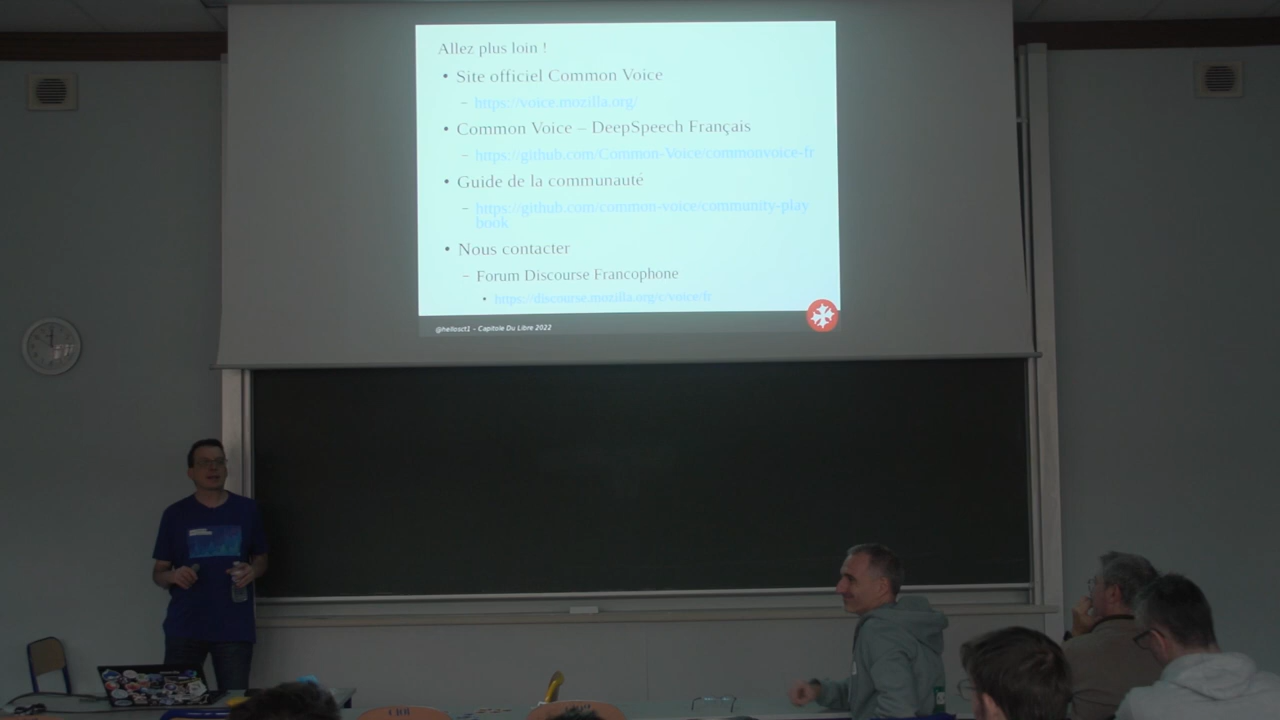 Allez plus loin !
• Site officiel Common Voice
– https://voice.mozilla.org/
• Common Voice – DeepSpeech Français
– https://github.com/Common-Voice/commonvoice-fr
• Guide de la communauté
– https://github.com/common-voice/community-play
book
• Nous contacter
– Forum Discourse Francophone
• https://discourse.mozilla.org/c/voice/fr
@hellosct1 - Capitole Du Libre 2022